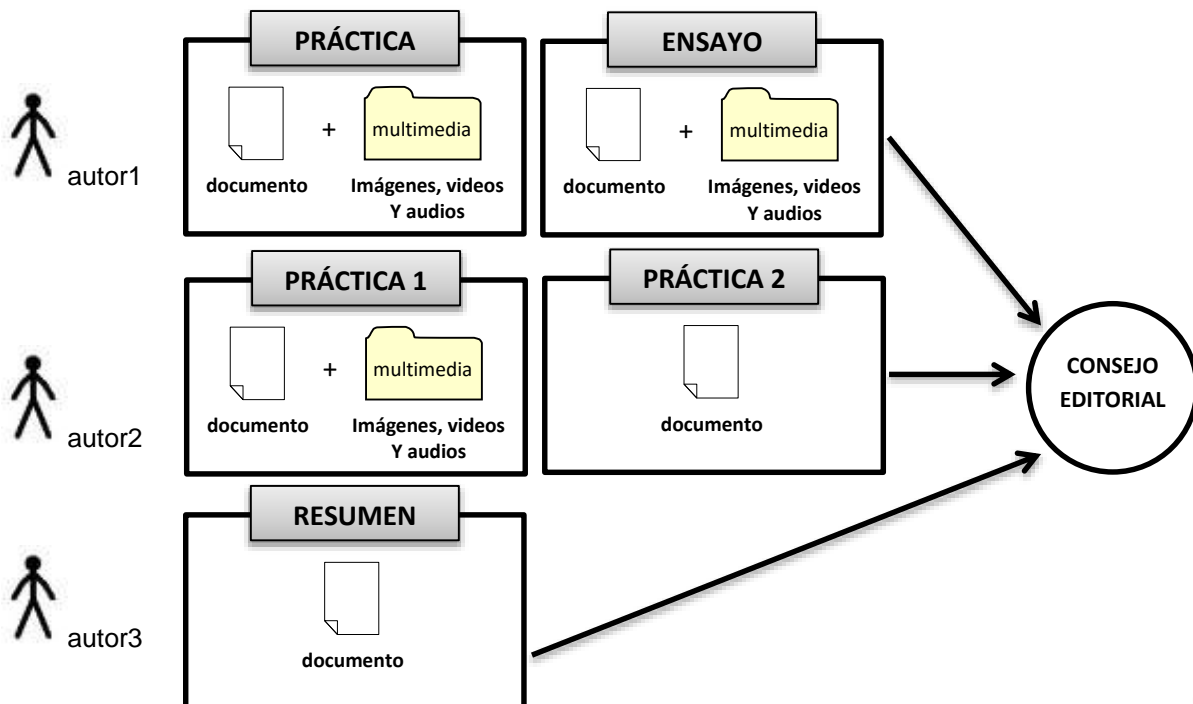 PRÁCTICA
ENSAYO
multimedia
multimedia
+
+
autor1
documento
Imágenes, videos
Y audios
documento
Imágenes, videos
Y audios
PRÁCTICA 1
PRÁCTICA 2
multimedia
+
CONSEJO
EDITORIAL
autor2
documento
Imágenes, videos
Y audios
documento
RESUMEN
autor3
documento